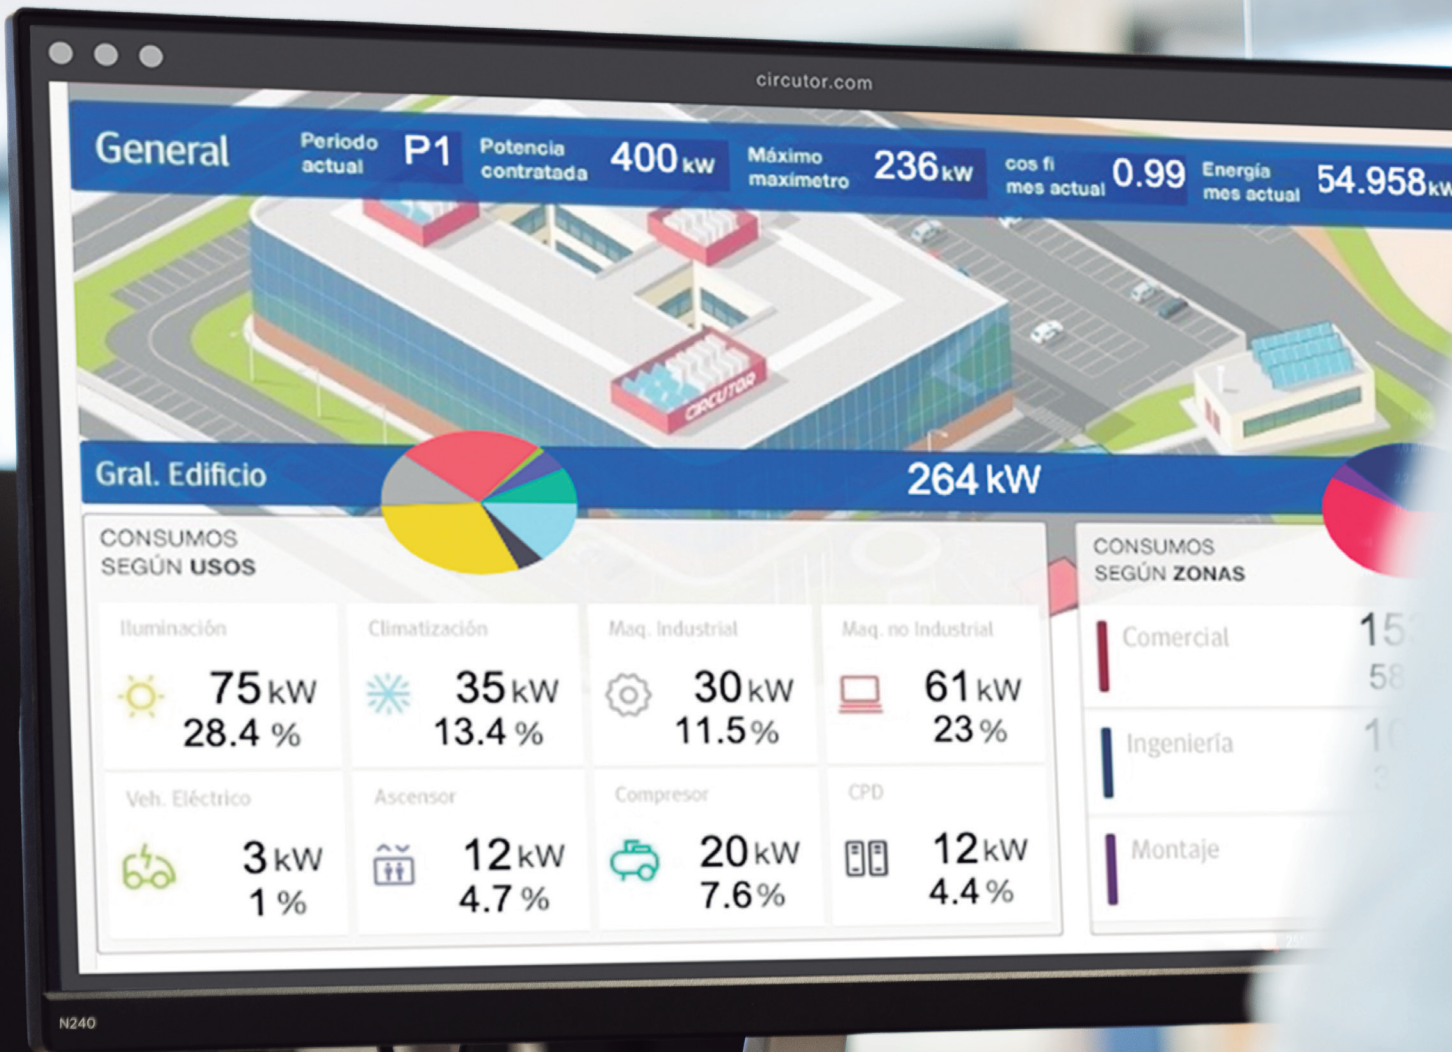 circutor.com
General
Periodo
actual
P1
Potencia
contratada
400 kW
Máximo
maxímetro
236 kW
cos fi
mes actual
0.99
Energía
mes actual
54.958
CIRCUTOR
Gral. Edificio
264 kW
CONSUMOS
SEGÚN USOS
Iluminación
75 kW
28.4 %
Climatización
35 kW
13.4 %
Maq. Industrial
30 kW
11.5 %
Maq. no Industrial
61 kW
23 %
Veh. Eléctrico
3 kW
1 %
Ascensor
12 kW
4.7 %
Compresor
20 kW
7.6 %
CPD
12 kW
4.4 %
CONSUMOS
SEGÚN ZONAS
Comercial
Ingeniería
Montaje
N240